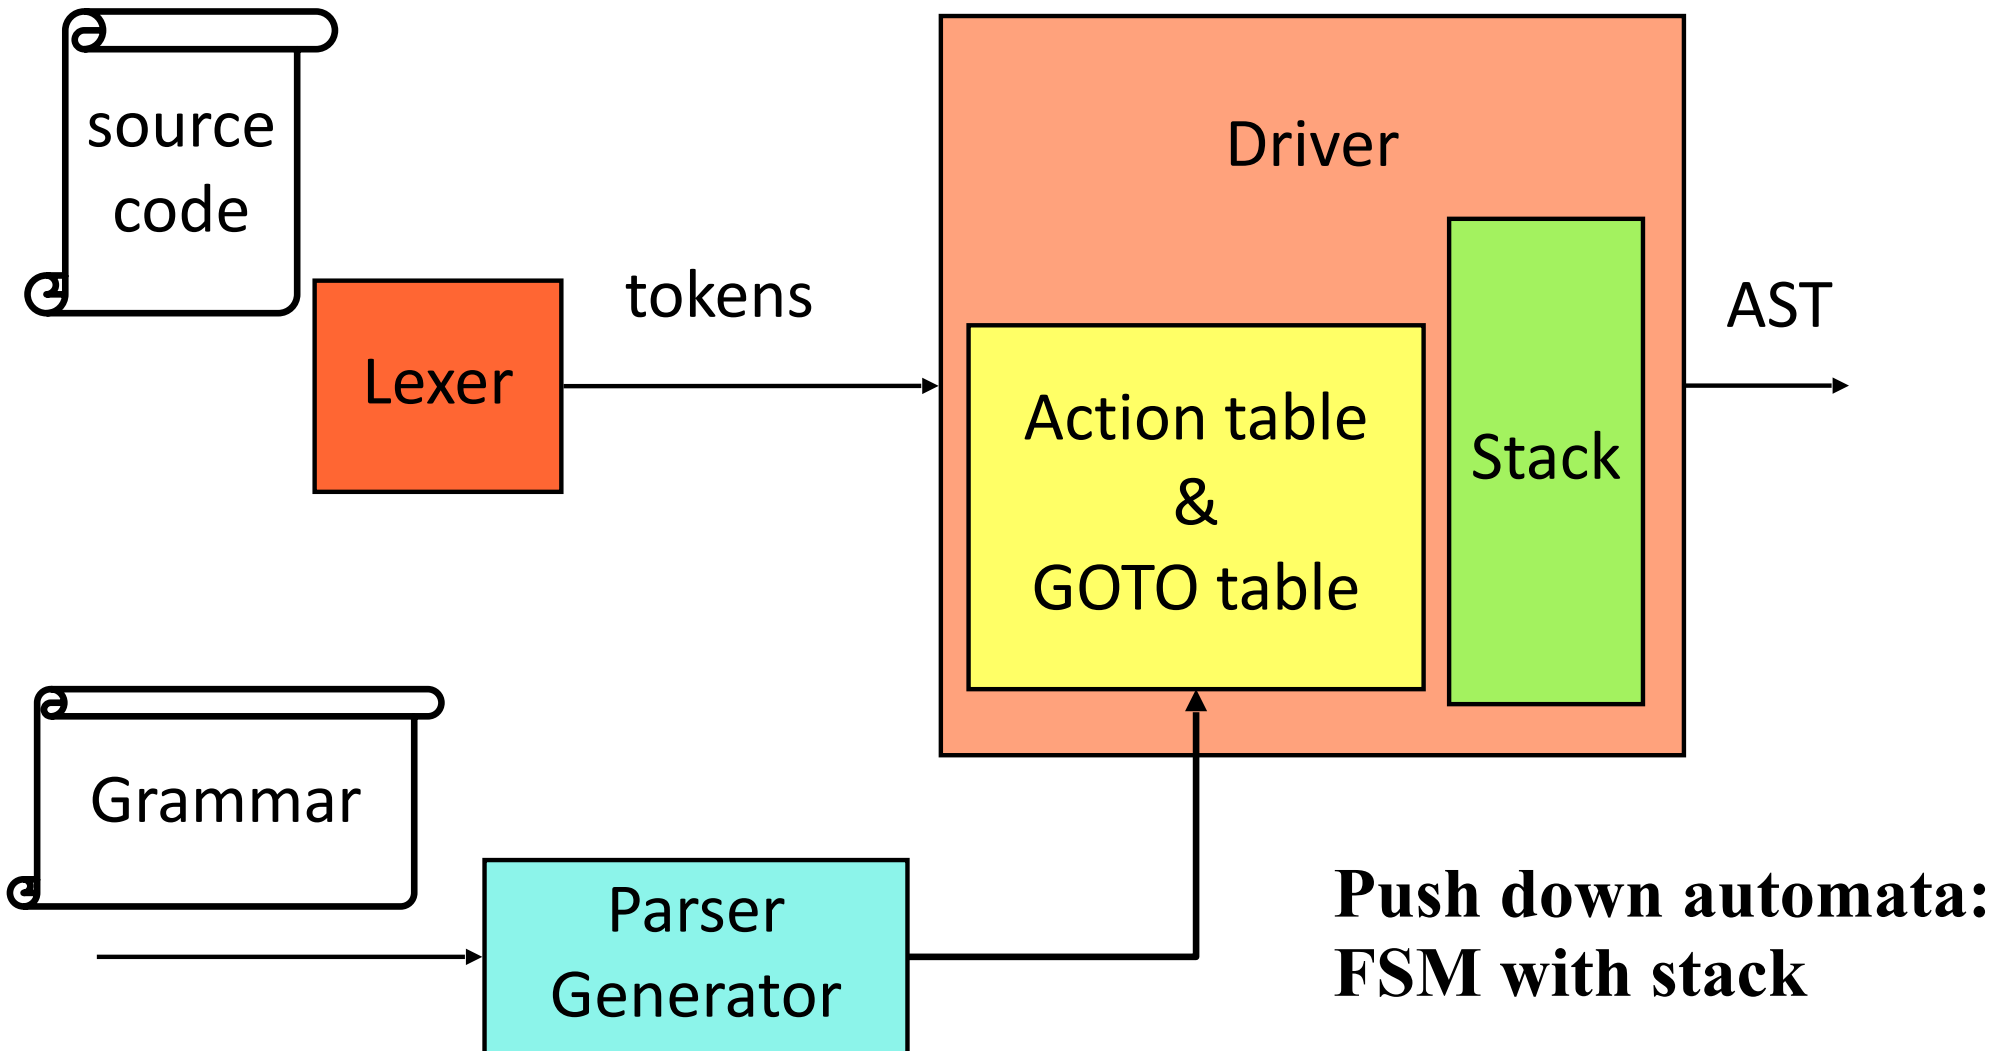 source
code
Lexer
tokens
Driver
Action table
&
GOTO table
Stack
AST
Grammar
Parser
Generator
Push down automata:
FSM with stack